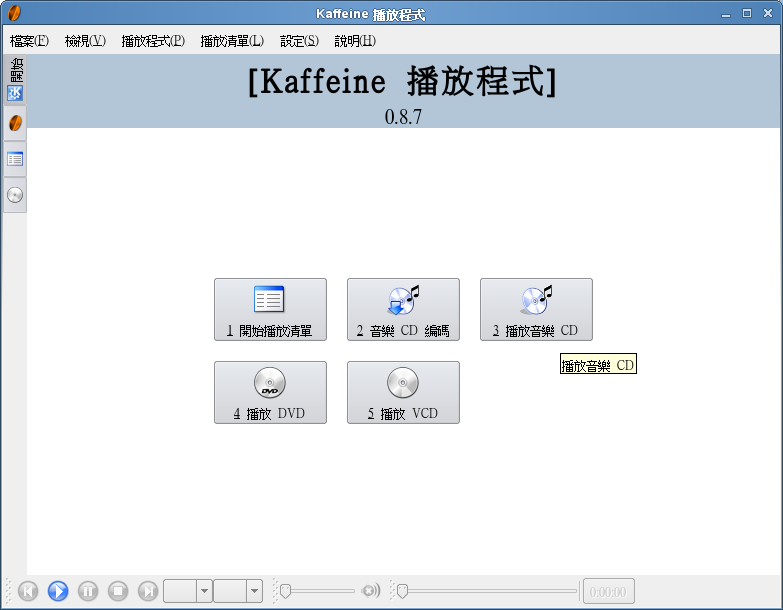 Kaffeine 播放程式
檔案(F) 檢視(V) 播放程式(P) 播放清單(L) 設定(S) 說明(H)
開始
[Kaffeine 播放程式]
0.8.7
1 開始播放清單
2 音樂 CD 編碼
3 播放音樂 CD
播放音樂 CD
4 播放 DVD
5 播放 VCD
0:00:00